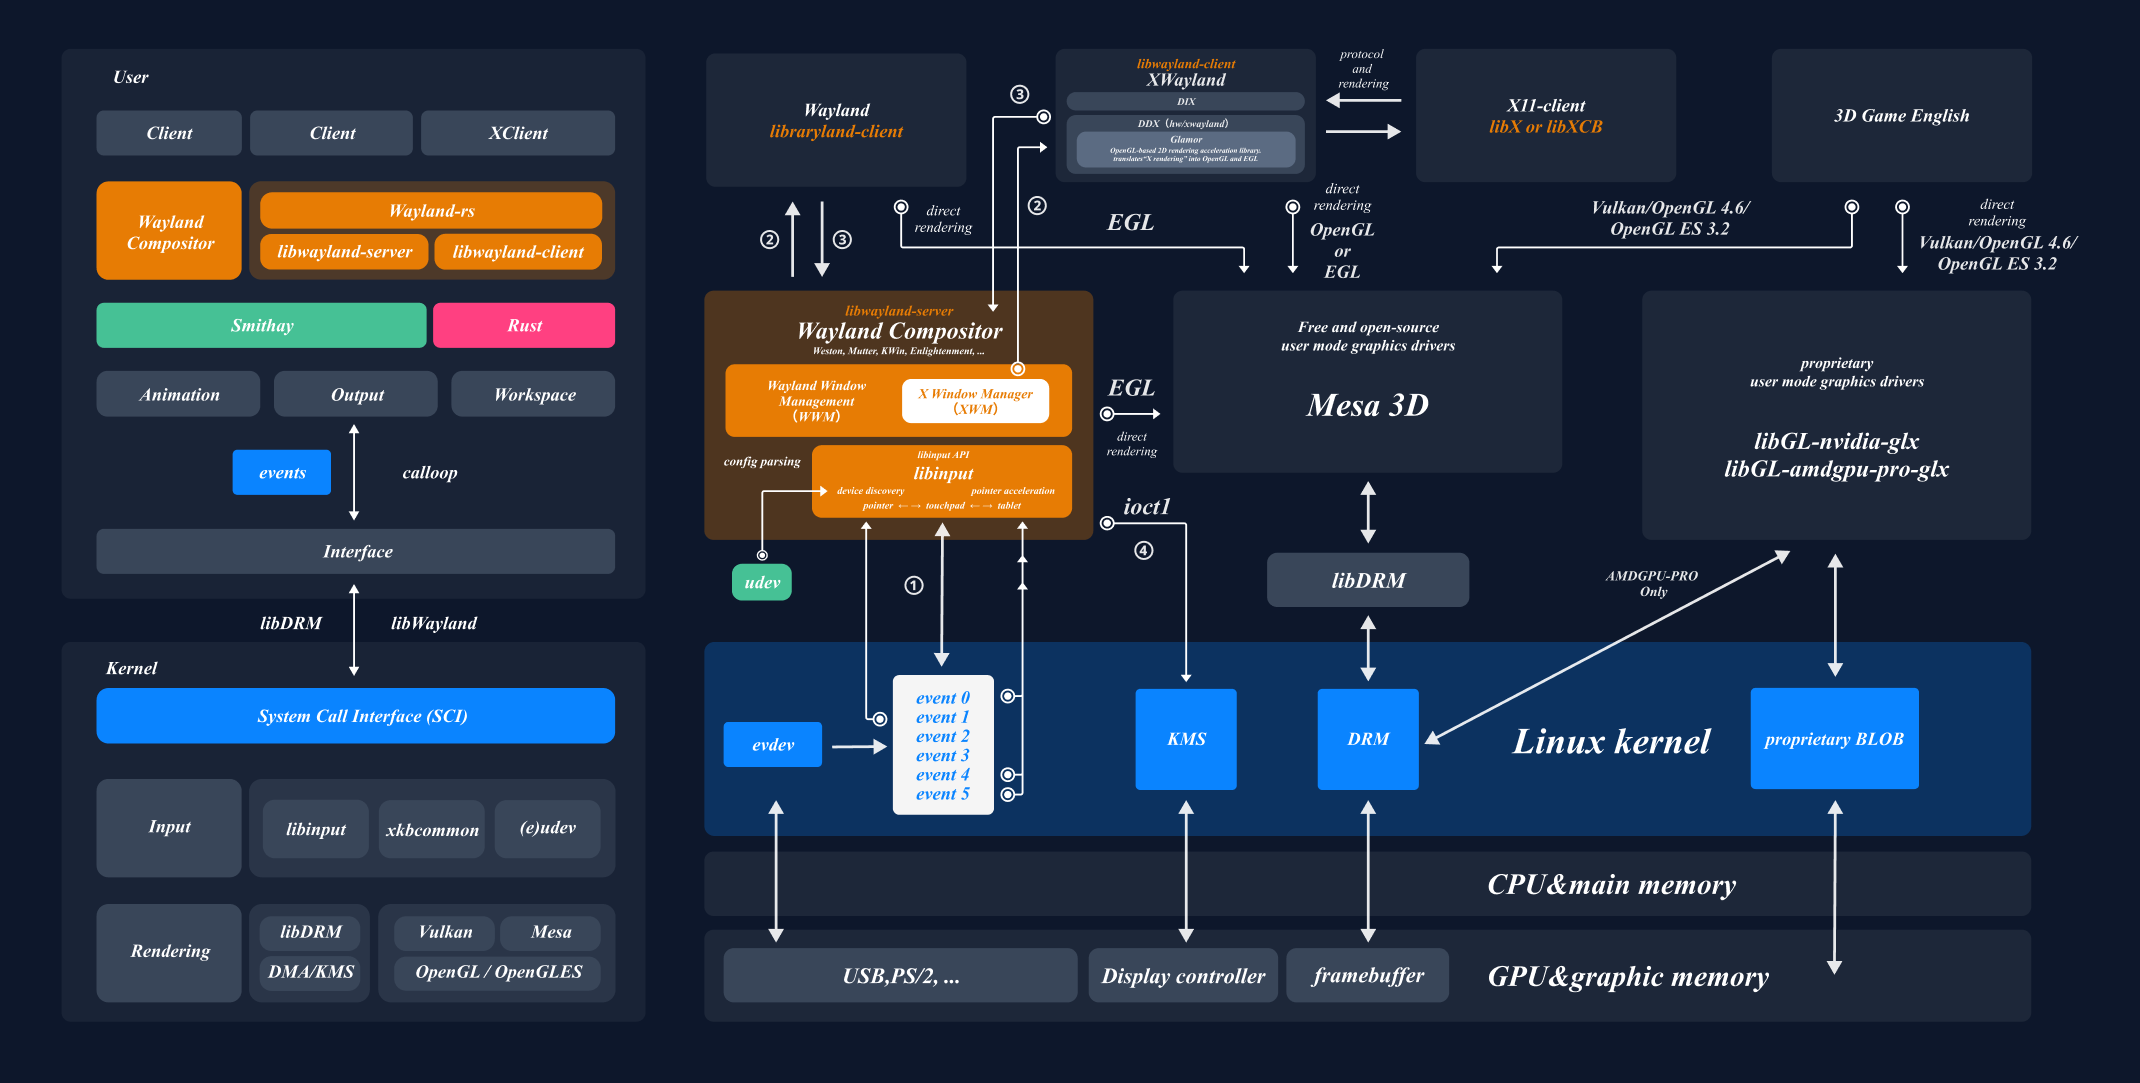 User
Client
Client
XClient
Wayland
Compositor
Wayland-rs
libwayland-server
libwayland-client
Smithay
Rust
Animation
Output
Workspace
events
calloop
Interface
libDRM
libWayland
Kernel
System Call Interface (SCI)
Input
libinput
xkbcommon
(e)udev
Rendering
libDRM
DMA/KMS
Vulkan
Mesa
OpenGL / OpenGLES
Wayland
libraryland-client
libwayland-client
XWayland
DIX
DDX（hw/xwayland）
Glamor
OpenGL-based 2D rendering acceleration library,
translates“X rendering” into OpenGL and EGL
protocol
and
rendering
X11-client
libX or libXCB
3D Game English
③
②
②
③
direct
rendering
EGL
direct
rendering
OpenGL
or
EGL
Vulkan/OpenGL 4.6/
OpenGL ES 3.2
direct
rendering
Vulkan/OpenGL 4.6/
OpenGL ES 3.2
libwayland-server
Wayland Compositor
Weston, Mutter, KWin, Enlightenment, ...
Wayland Window
Management
（WWM）
X Window Manager
（XWM）
config parsing
libinput API
libinput
device discovery
pointer acceleration
pointer ←→ touchpad ←→ tablet
EGL
direct
rendering
ioct1
④
udev
①
Free and open-source
user mode graphics drivers
Mesa 3D
proprietary
user mode graphics drivers
libGL-nvidia-glx
libGL-amdgpu-pro-glx
libDRM
AMDGPU-PRO
Only
evdev
event 0
event 1
event 2
event 3
event 4
event 5
KMS
DRM
Linux kernel
proprietary BLOB
CPU&main memory
USB,PS/2, ...
Display controller
framebuffer
GPU&graphic memory